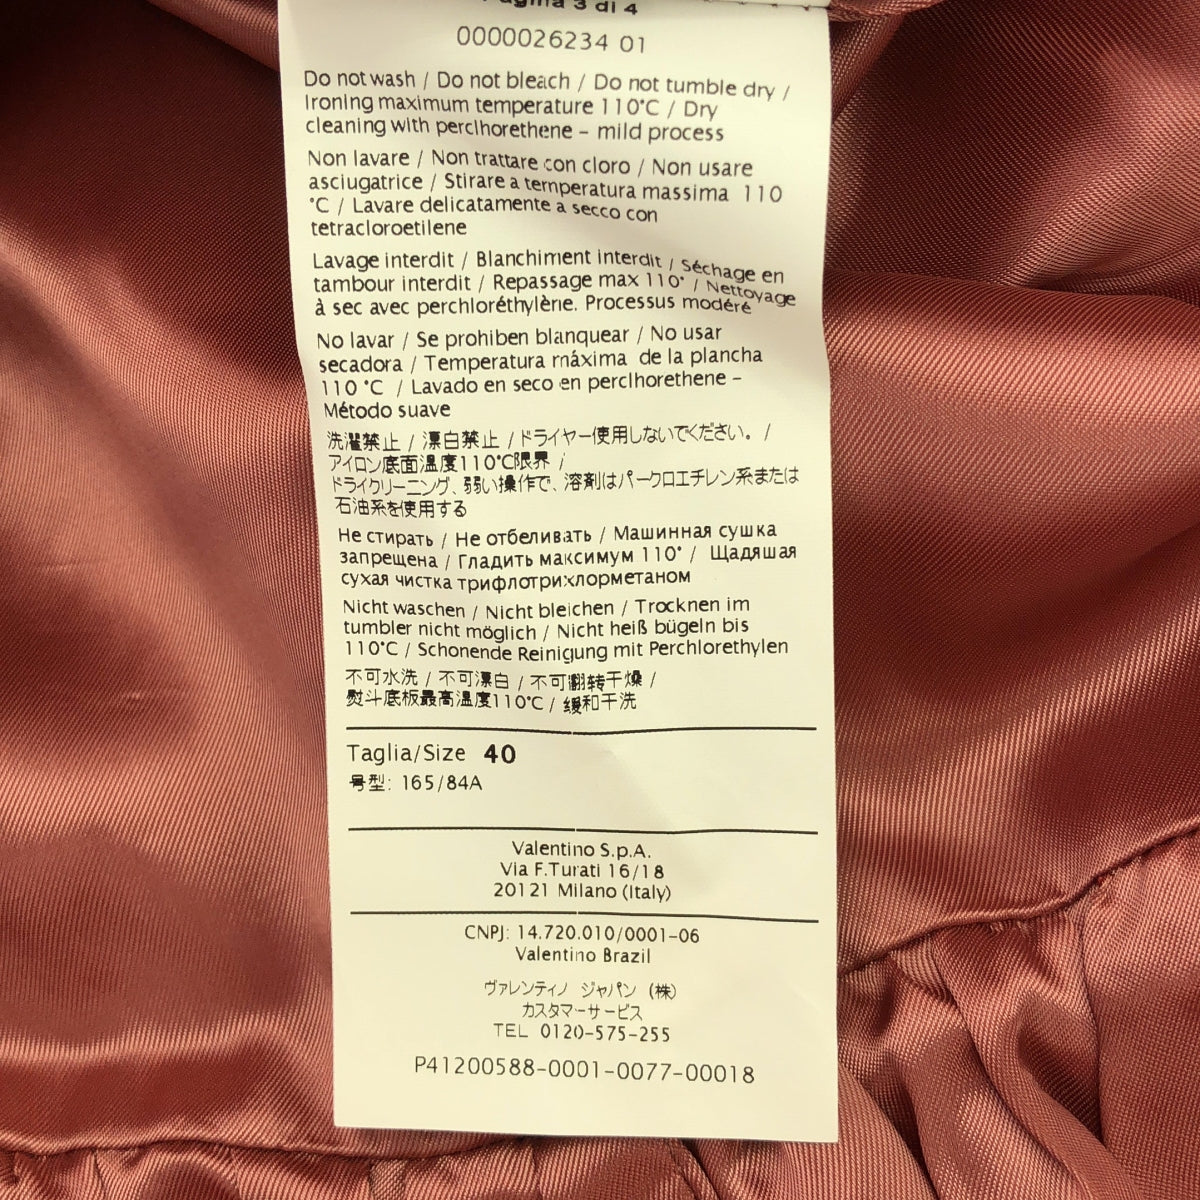 Pagina 3 di 4
0000026234 01
Do not wash / Do not bleach / Do not tumble dry /
Ironing maximum temperature 110°C / Dry
cleaning with perclhorethene – mild process
Non lavare / Non trattare con cloro / Non usare
asciugatrice / Stirare a temperatura massima 110
°C / Lavare delicatamente a secco con
tetracloroetilene
Lavage interdit / Blanchiment interdit / Séchage en
tambour interdit / Repassage max 110° / Nettoyage
à sec avec perchloréthylène. Processus modéré
No lavar / Se prohiben blanquear / No usar
secadora / Temperatura máxima de la plancha
110 °C / Lavado en seco en perclhorethene –
Método suave
洗濯禁止 / 漂白禁止 / ドライヤー使用しないでください。 /
アイロン底面温度110°C限界 /
ドライクリーニング、弱い操作で、溶剤はパークロエチレン系または
石油系を使用する
Не стирать / Не отбеливать / Машинная сушка
запрещена / Гладить максимум 110° / Щадяшая
сухая чистка трифлотрихлорметаном
Nicht waschen / Nicht bleichen / Trocknen im
tumbler nicht möglich / Nicht heiß bügeln bis
110°C / Schonende Reinigung mit Perchlorethylen
不可水洗 / 不可漂白 / 不可翻转干燥 /
熨斗底板最高温度110°C / 缓和干洗
Taglia/Size 40
号型: 165/84A
Valentino S.p.A.
Via F.Turati 16/18
20121 Milano (Italy)
CNPJ: 14.720.010/0001-06
Valentino Brazil
ヴァレンティノ ジャパン (株)
カスタマーサービス
TEL 0120-575-255
P41200588-0001-0077-00018